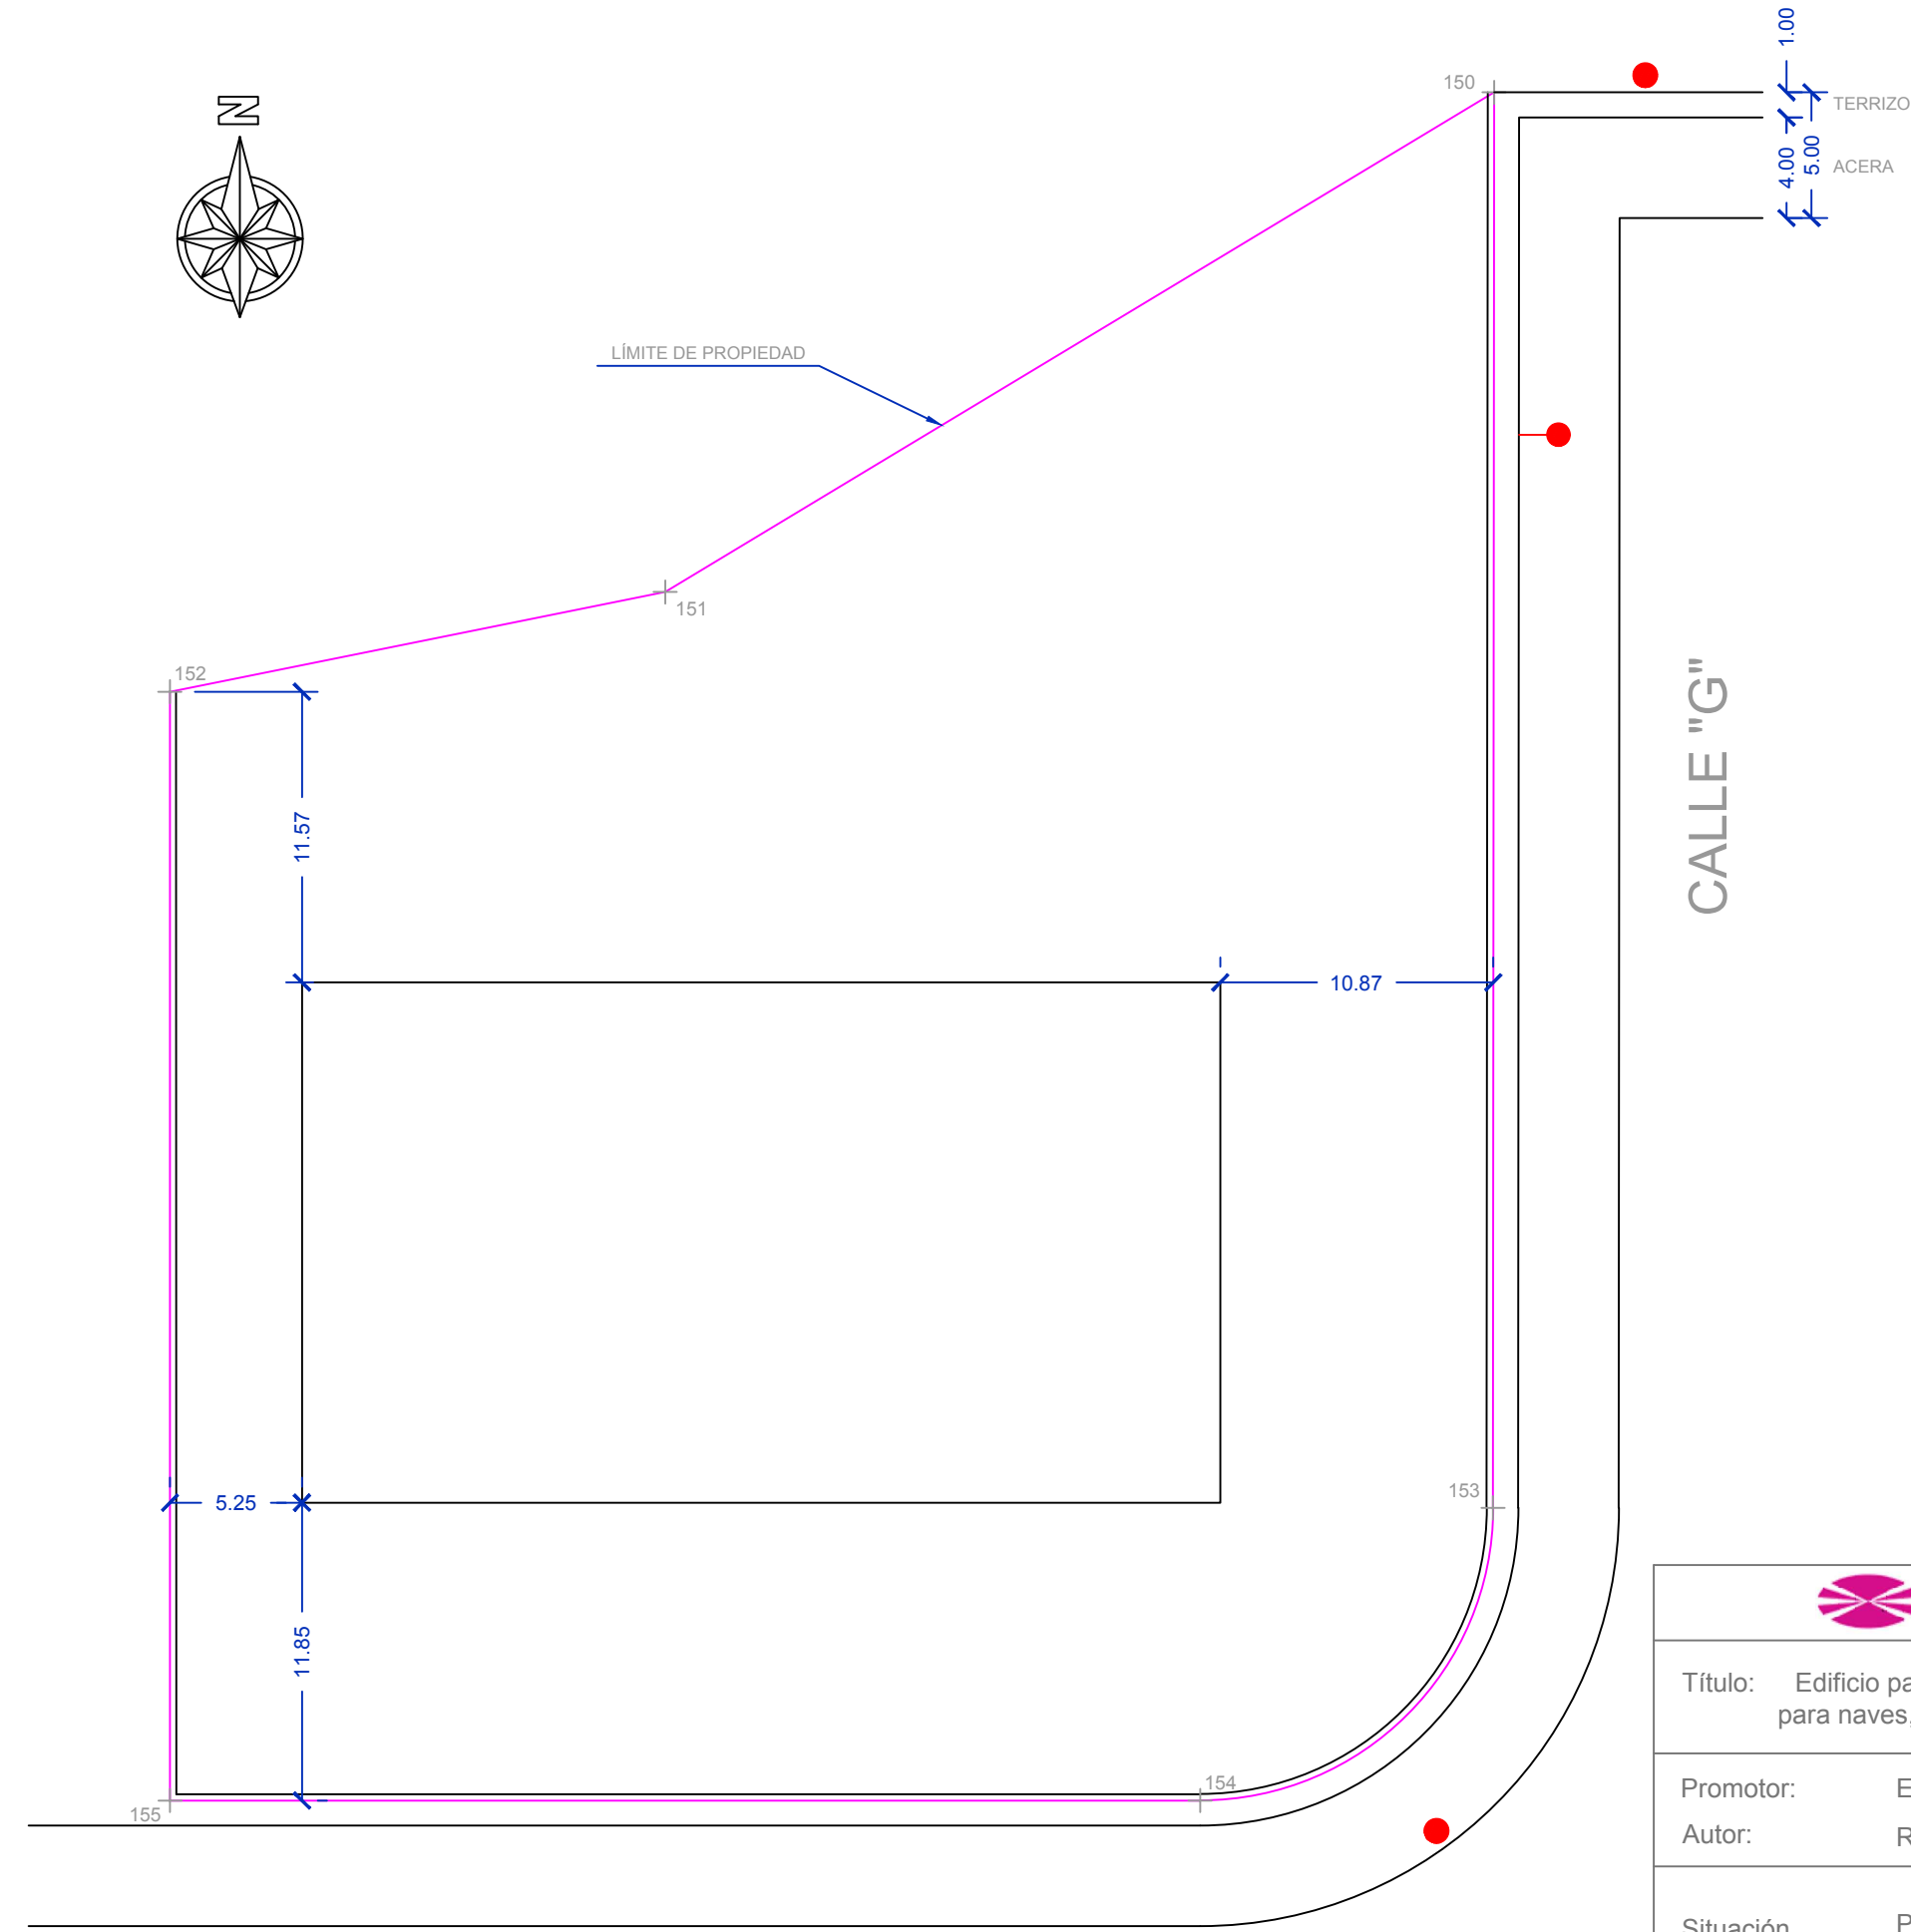 1.00
150
TERRIZO
N
4.00
5.00
ACERA
LÍMITE DE PROPIEDAD
151
152
CALLE "G"
11.57
10.87
153
5.25
11.85
Título:
Edificio pa
para naves,
154
155
Promotor:
E
Autor:
R
Situación
P